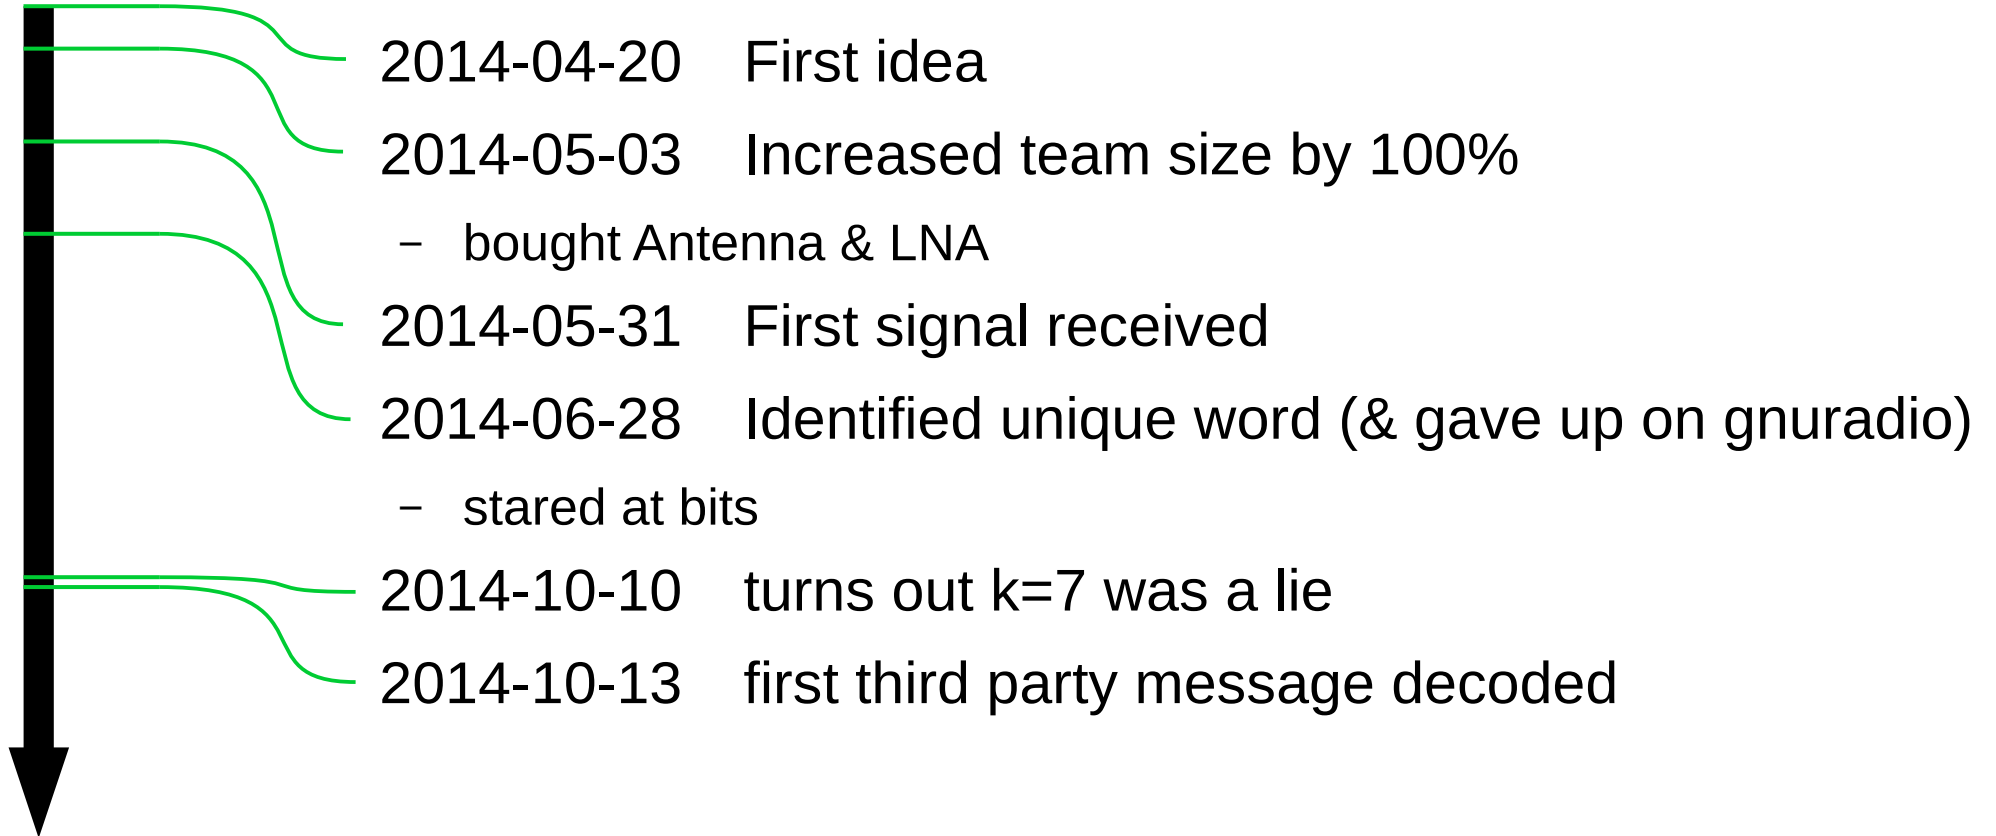 2014-04-20 First idea
2014-05-03 Increased team size by 100%
– bought Antenna & LNA
2014-05-31 First signal received
2014-06-28 Identified unique word (& gave up on gnuradio)
– stared at bits
2014-10-10 turns out k=7 was a lie
2014-10-13 first third party message decoded